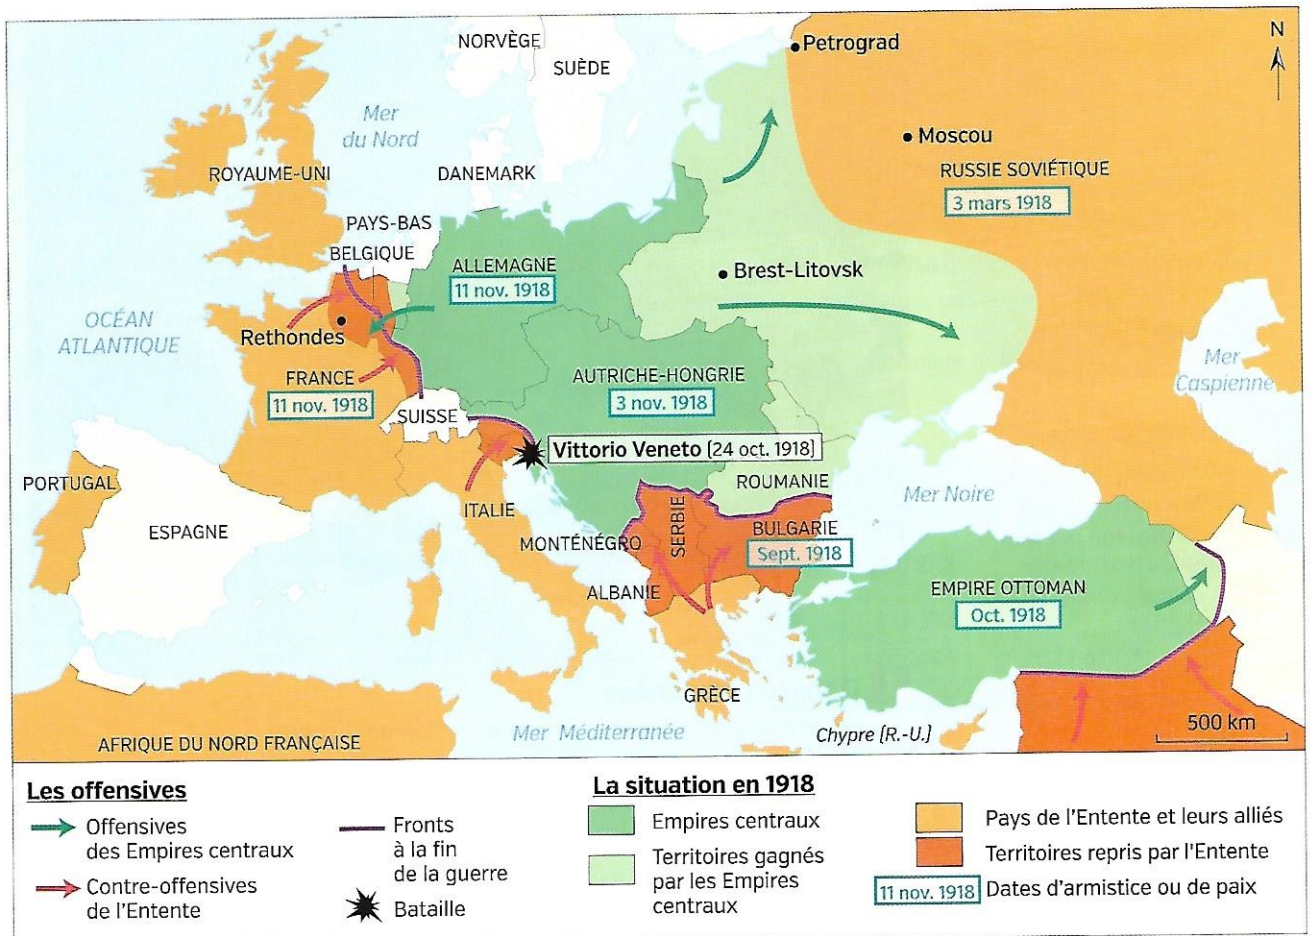 NORVÈGE
SUÈDE
Petrograd
N
Mer
du Nord
Moscou
ROYAUME-UNI
DANEMARK
RUSSIE SOVIÉTIQUE
3 mars 1918
PAYS-BAS
BELGIQUE
ALLEMAGNE
11 nov. 1918
Brest-Litovsk
OCÉAN
ATLANTIQUE
Rethondes
FRANCE
11 nov. 1918
AUTRICHE-HONGRIE
3 nov. 1918
Mer
Caspienne
SUISSE
Vittorio Veneto (24 oct. 1918)
PORTUGAL
ESPAGNE
ITALIE
ROUMANIE
Mer Noire
MONTÉNÉGRO
SERBIE
BULGARIE
Sept. 1918
ALBANIE
EMPIRE OTTOMAN
Oct. 1918
GRÈCE
Mer Méditerranée
Chypre (R.-U.)
500 km
AFRIQUE DU NORD FRANÇAISE
Les offensives
Offensives
des Empires centraux
Contre-offensives
de l'Entente
Fronts
à la fin
de la guerre
Bataille
La situation en 1918
Empires centraux
Territoires gagnés
par les Empires
centraux
Pays de l'Entente et leurs alliés
Territoires repris par l'Entente
11 nov. 1918 Dates d'armistice ou de paix